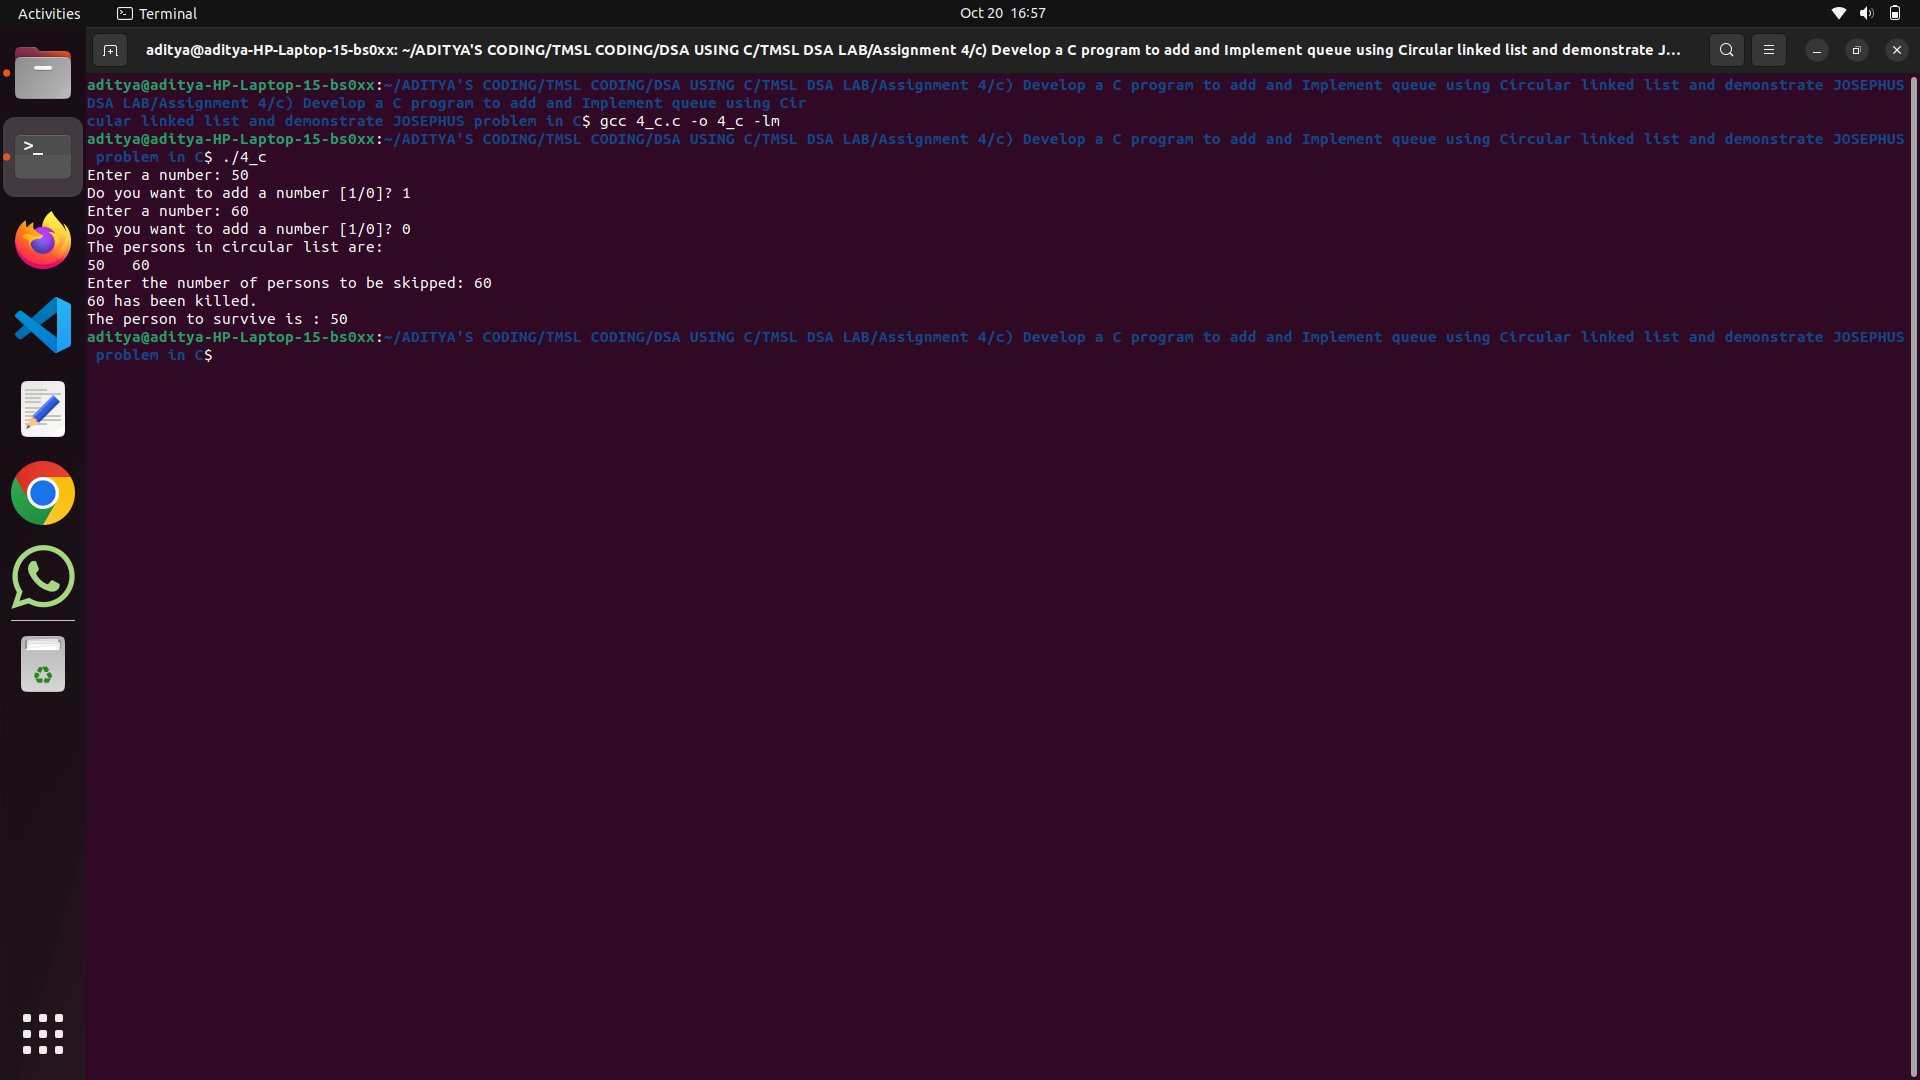 Activities
Terminal
Oct 20 16:57
aditya@aditya-HP-Laptop-15-bs0xx: ~/ADITYA'S CODING/TMSL CODING/DSA USING C/TMSL DSA LAB/Assignment 4/c) Develop a C program to add and Implement queue using Circular linked list and demonstrate J...
aditya@aditya-HP-Laptop-15-bs0xx:~/ADITYA'S CODING/TMSL CODING/DSA USING C/TMSL DSA LAB/Assignment 4/c) Develop a C program to add and Implement queue using Circular linked list and demonstrate JOSEPHUS
DSA LAB/Assignment 4/c) Develop a C program to add and Implement queue using Cir
cular linked list and demonstrate JOSEPHUS problem in C$ gcc 4_c.c -o 4_c -lm
aditya@aditya-HP-Laptop-15-bs0xx:~/ADITYA'S CODING/TMSL CODING/DSA USING C/TMSL DSA LAB/Assignment 4/c) Develop a C program to add and Implement queue using Circular linked list and demonstrate JOSEPHUS
 problem in C$ ./4_c
Enter a number: 50
Do you want to add a number [1/0]? 1
Enter a number: 60
Do you want to add a number [1/0]? 0
The persons in circular list are:
50   60
Enter the number of persons to be skipped: 60
60 has been killed.
The person to survive is : 50
aditya@aditya-HP-Laptop-15-bs0xx:~/ADITYA'S CODING/TMSL CODING/DSA USING C/TMSL DSA LAB/Assignment 4/c) Develop a C program to add and Implement queue using Circular linked list and demonstrate JOSEPHUS
 problem in C$